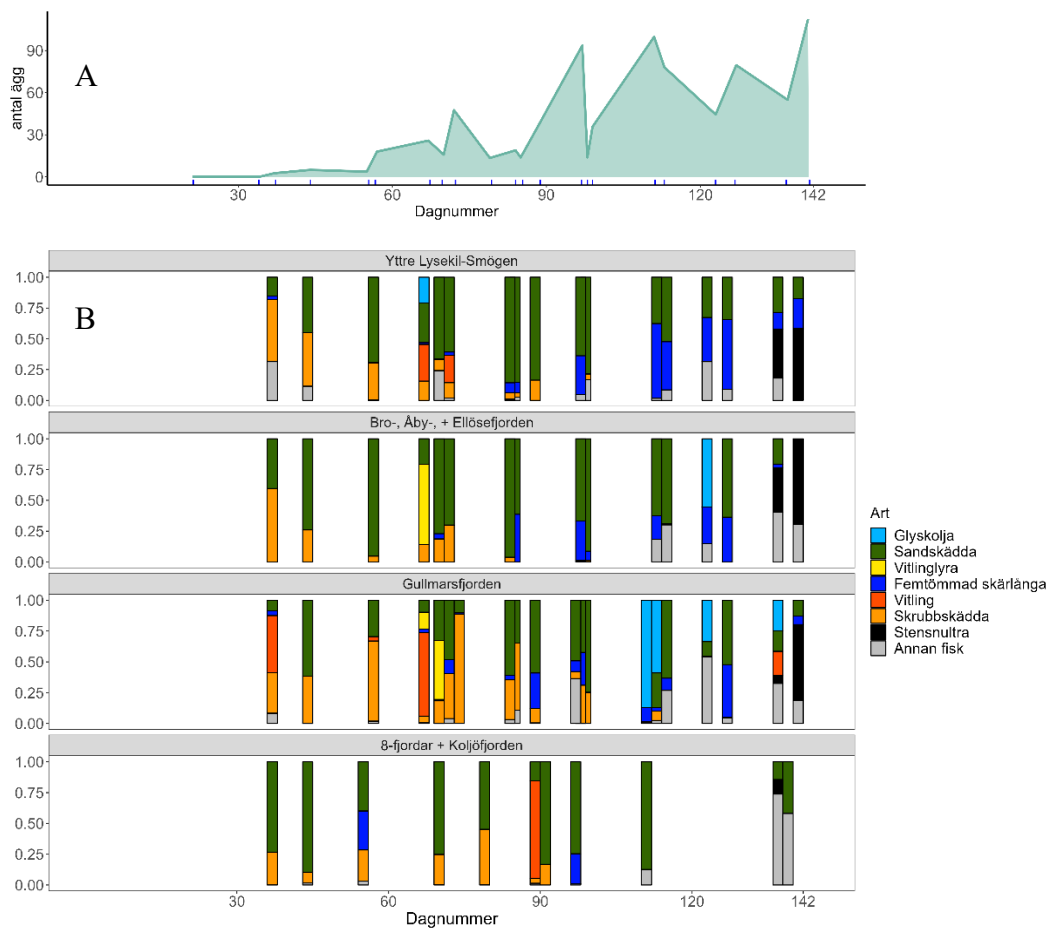 A
antal ägg
90
60
30
0
30
60
90
120
142
Dagnummer
Yttre Lysekil-Smögen
B
1.00
0.75
0.50
0.25
0.00
Bro-, Åby-, + Ellösefjorden
1.00
0.75
0.50
0.25
0.00
Gullmarsfjorden
1.00
0.75
0.50
0.25
0.00
8-fjordar + Koljöfjorden
1.00
0.75
0.50
0.25
0.00
30
60
90
120
142
Dagnummer
Art
Glyskolja
Sandskädda
Vitlinglyra
Femtömmad skärlånga
Vitling
Skrubbskädda
Stensnultra
Annan fisk